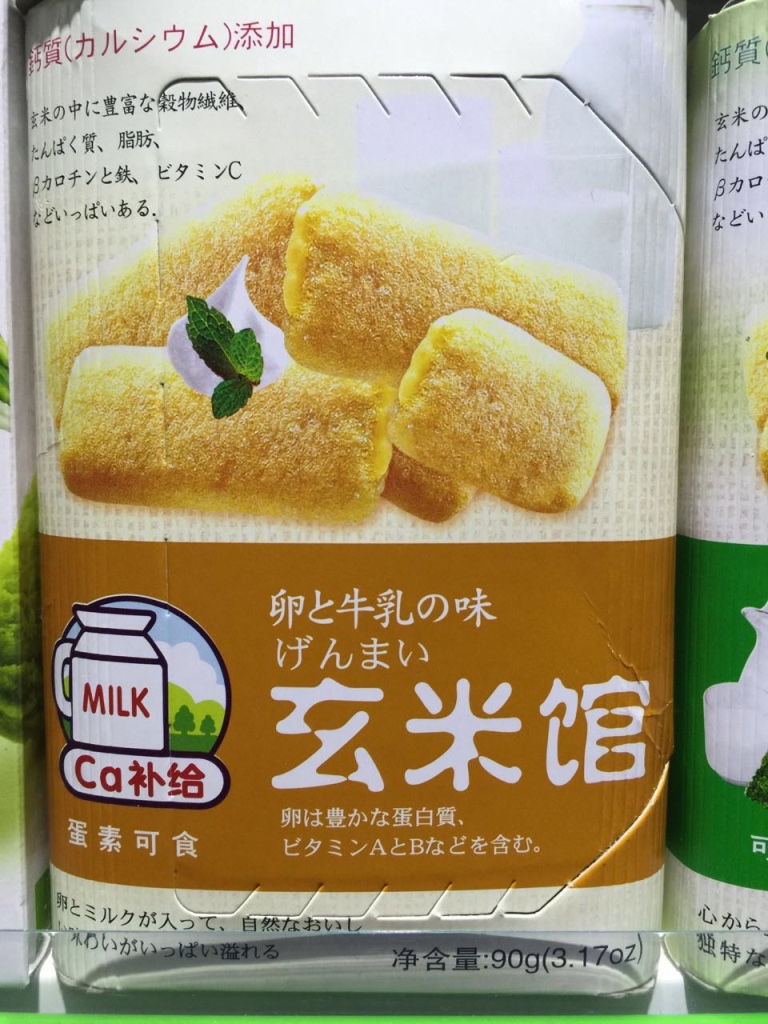 鈣質(カルシウム)添加
玄米の中に豊富な穀物繊維、
たんぱく質、脂肪、
βカロチンと鉄、ビタミンC
などいっぱいある.
卵と牛乳の味
げんまい
玄米馆
MILK
Ca补给
蛋素可食
卵は豊かな蛋白質、
ビタミンAとBなどを含む。
卵とミルクが入って、自然なおいし
い味わいがいっぱい溢れる
净含量:90g(3.17oz)
鈣質
玄米の
たんぱ
βカロ
などい
可
心から
独特な